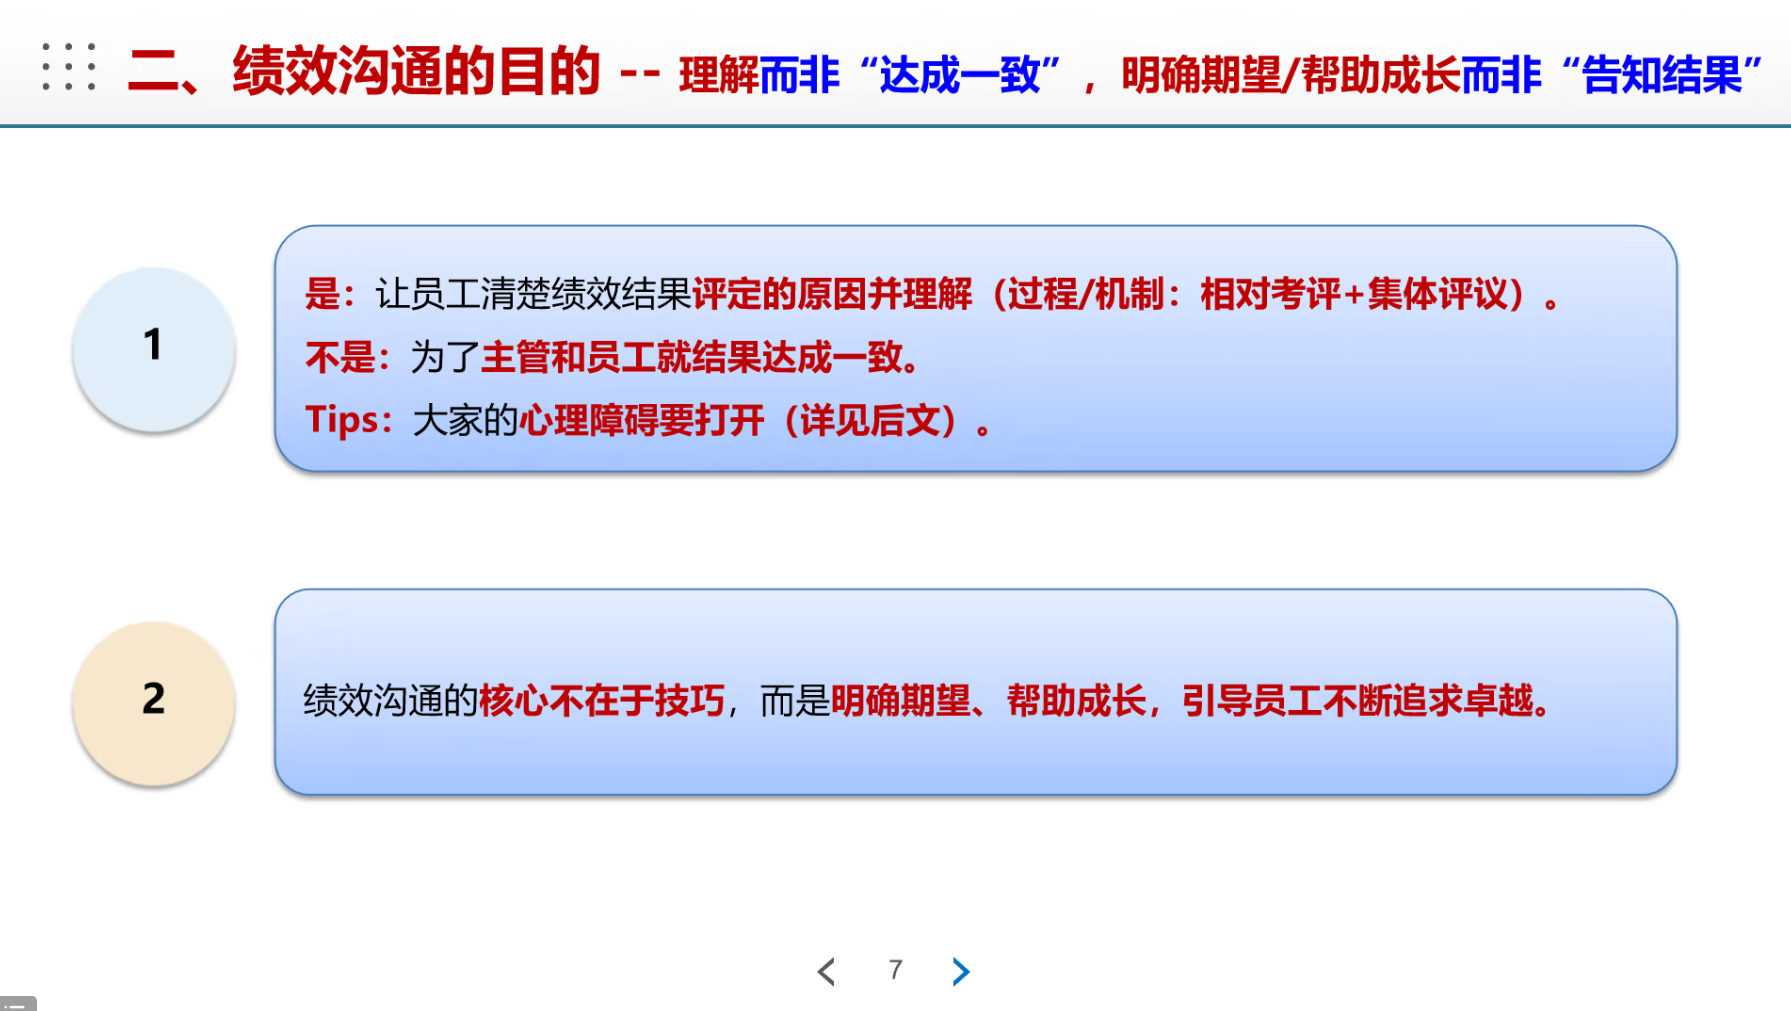 二、绩效沟通的目的 -- 理解而非“达成一致”，明确期望/帮助成长而非“告知结果”
1
是：让员工清楚绩效结果评定的原因并理解（过程/机制：相对考评+集体评议）。
不是：为了主管和员工就结果达成一致。
Tips：大家的心理障碍要打开（详见后文）。
2
绩效沟通的核心不在于技巧，而是明确期望、帮助成长，引导员工不断追求卓越。
7